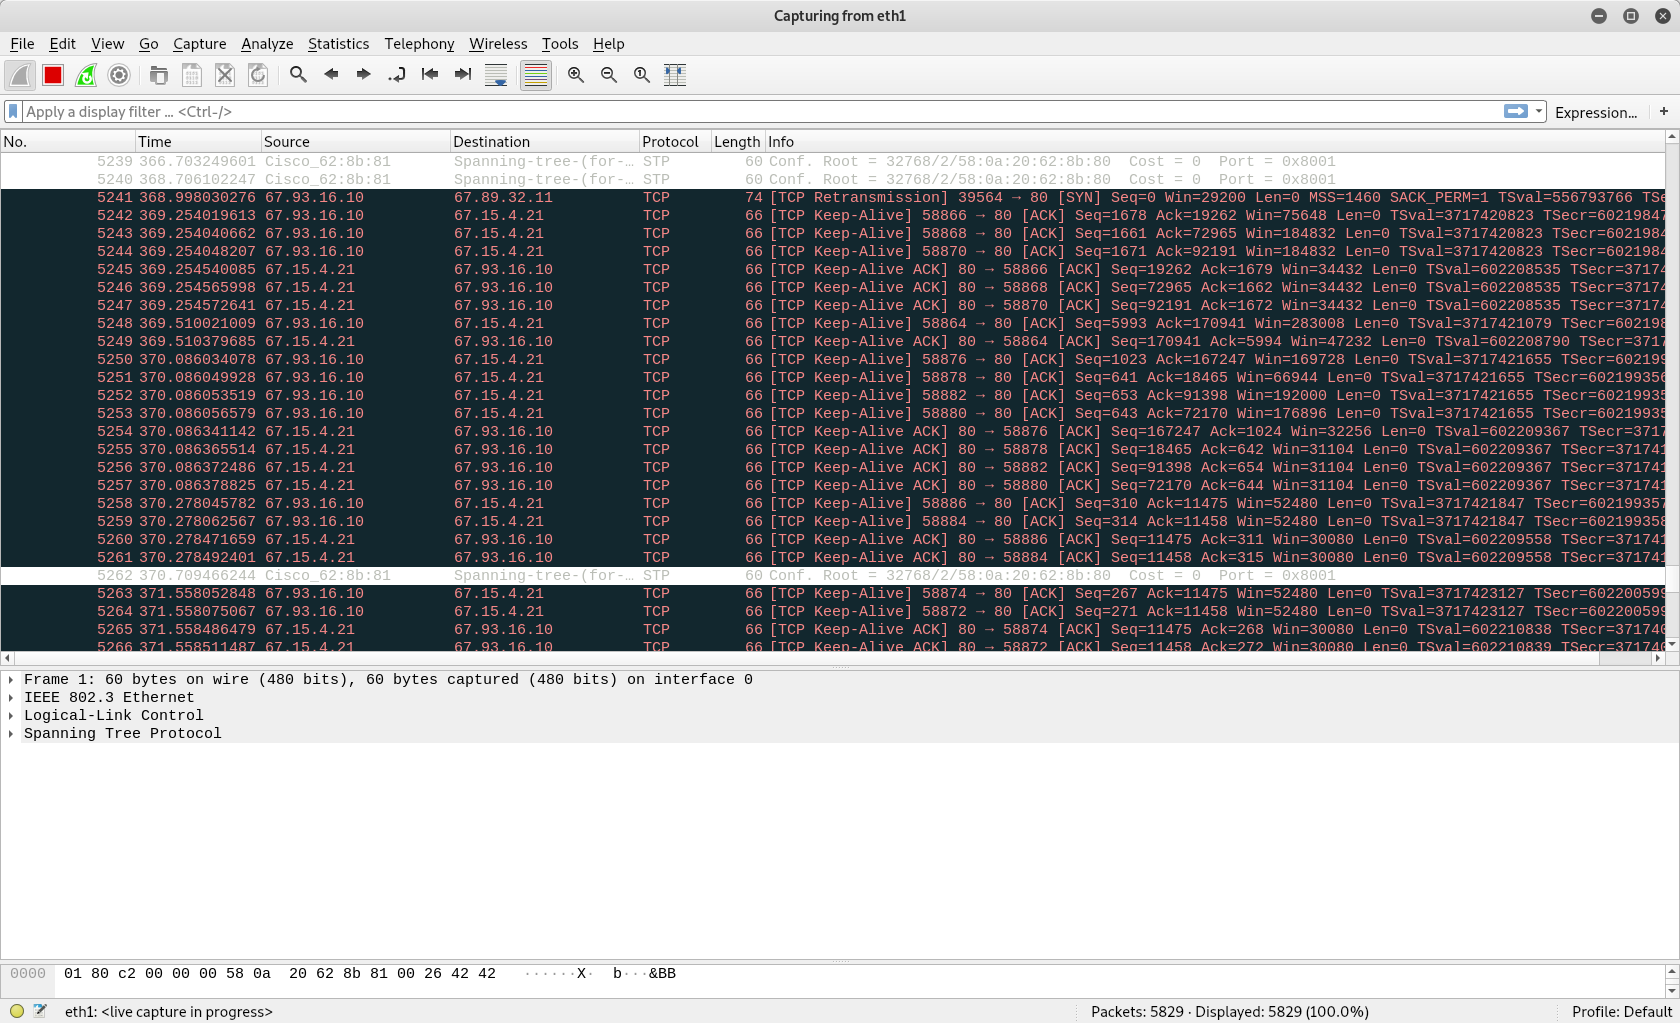 Capturing from eth1
File Edit View Go Capture Analyze Statistics Telephony Wireless Tools Help
Apply a display filter ... <Ctrl-/> Expression... +
No. Time Source Destination Protocol Length Info
5239 366.703249601 Cisco_62:8b:81 Spanning-tree-(for-… STP 60 Conf. Root = 32768/2/58:0a:20:62:8b:80 Cost = 0 Port = 0x8001
5240 368.706102247 Cisco_62:8b:81 Spanning-tree-(for-… STP 60 Conf. Root = 32768/2/58:0a:20:62:8b:80 Cost = 0 Port = 0x8001
5241 368.998030276 67.93.16.10 67.89.32.11 TCP 74 [TCP Retransmission] 39564 → 80 [SYN] Seq=0 Win=29200 Len=0 MSS=1460 SACK_PERM=1 TSval=556793766 TSe
5242 369.254019613 67.93.16.10 67.15.4.21 TCP 66 [TCP Keep-Alive] 58866 → 80 [ACK] Seq=1678 Ack=19262 Win=75648 Len=0 TSval=3717420823 TSecr=6021984
5243 369.254040662 67.93.16.10 67.15.4.21 TCP 66 [TCP Keep-Alive] 58868 → 80 [ACK] Seq=1661 Ack=72965 Win=184832 Len=0 TSval=3717420823 TSecr=602198
5244 369.254048207 67.93.16.10 67.15.4.21 TCP 66 [TCP Keep-Alive] 58870 → 80 [ACK] Seq=1671 Ack=92191 Win=184832 Len=0 TSval=3717420823 TSecr=602198
5245 369.254540085 67.15.4.21 67.93.16.10 TCP 66 [TCP Keep-Alive ACK] 80 → 58866 [ACK] Seq=19262 Ack=1679 Win=34432 Len=0 TSval=602208535 TSecr=3717
5246 369.254565998 67.15.4.21 67.93.16.10 TCP 66 [TCP Keep-Alive ACK] 80 → 58868 [ACK] Seq=72965 Ack=1662 Win=34432 Len=0 TSval=602208535 TSecr=3717
5247 369.254572641 67.15.4.21 67.93.16.10 TCP 66 [TCP Keep-Alive ACK] 80 → 58870 [ACK] Seq=92191 Ack=1672 Win=34432 Len=0 TSval=602208535 TSecr=3717
5248 369.510021009 67.93.16.10 67.15.4.21 TCP 66 [TCP Keep-Alive] 58864 → 80 [ACK] Seq=5993 Ack=170941 Win=283008 Len=0 TSval=3717421079 TSecr=60219
5249 369.510379685 67.15.4.21 67.93.16.10 TCP 66 [TCP Keep-Alive ACK] 80 → 58864 [ACK] Seq=170941 Ack=5994 Win=47232 Len=0 TSval=602208790 TSecr=371
5250 370.086034078 67.93.16.10 67.15.4.21 TCP 66 [TCP Keep-Alive] 58876 → 80 [ACK] Seq=1023 Ack=167247 Win=169728 Len=0 TSval=3717421655 TSecr=60219
5251 370.086049928 67.93.16.10 67.15.4.21 TCP 66 [TCP Keep-Alive] 58878 → 80 [ACK] Seq=641 Ack=18465 Win=66944 Len=0 TSval=3717421655 TSecr=602199356
5252 370.086053519 67.93.16.10 67.15.4.21 TCP 66 [TCP Keep-Alive] 58882 → 80 [ACK] Seq=653 Ack=91398 Win=192000 Len=0 TSval=3717421655 TSecr=60219935
5253 370.086056579 67.93.16.10 67.15.4.21 TCP 66 [TCP Keep-Alive] 58880 → 80 [ACK] Seq=643 Ack=72170 Win=176896 Len=0 TSval=3717421655 TSecr=60219935
5254 370.086341142 67.15.4.21 67.93.16.10 TCP 66 [TCP Keep-Alive ACK] 80 → 58876 [ACK] Seq=167247 Ack=1024 Win=32256 Len=0 TSval=602209367 TSecr=371
5255 370.086365514 67.15.4.21 67.93.16.10 TCP 66 [TCP Keep-Alive ACK] 80 → 58878 [ACK] Seq=18465 Ack=642 Win=31104 Len=0 TSval=602209367 TSecr=37174
5256 370.086372486 67.15.4.21 67.93.16.10 TCP 66 [TCP Keep-Alive ACK] 80 → 58882 [ACK] Seq=91398 Ack=654 Win=31104 Len=0 TSval=602209367 TSecr=37174
5257 370.086378825 67.15.4.21 67.93.16.10 TCP 66 [TCP Keep-Alive ACK] 80 → 58880 [ACK] Seq=72170 Ack=644 Win=31104 Len=0 TSval=602209367 TSecr=37174
5258 370.278045782 67.93.16.10 67.15.4.21 TCP 66 [TCP Keep-Alive] 58886 → 80 [ACK] Seq=310 Ack=11475 Win=52480 Len=0 TSval=3717421847 TSecr=602199357
5259 370.278062567 67.93.16.10 67.15.4.21 TCP 66 [TCP Keep-Alive] 58884 → 80 [ACK] Seq=314 Ack=11458 Win=52480 Len=0 TSval=3717421847 TSecr=602199358
5260 370.278471659 67.15.4.21 67.93.16.10 TCP 66 [TCP Keep-Alive ACK] 80 → 58886 [ACK] Seq=11475 Ack=311 Win=30080 Len=0 TSval=602209558 TSecr=37174
5261 370.278492401 67.15.4.21 67.93.16.10 TCP 66 [TCP Keep-Alive ACK] 80 → 58884 [ACK] Seq=11458 Ack=315 Win=30080 Len=0 TSval=602209558 TSecr=37174
5262 370.709466244 Cisco_62:8b:81 Spanning-tree-(for-… STP 60 Conf. Root = 32768/2/58:0a:20:62:8b:80 Cost = 0 Port = 0x8001
5263 371.558052848 67.93.16.10 67.15.4.21 TCP 66 [TCP Keep-Alive] 58874 → 80 [ACK] Seq=267 Ack=11475 Win=52480 Len=0 TSval=3717423127 TSecr=602200599
5264 371.558075067 67.93.16.10 67.15.4.21 TCP 66 [TCP Keep-Alive] 58872 → 80 [ACK] Seq=271 Ack=11458 Win=52480 Len=0 TSval=3717423127 TSecr=602200599
5265 371.558486479 67.15.4.21 67.93.16.10 TCP 66 [TCP Keep-Alive ACK] 80 → 58874 [ACK] Seq=11475 Ack=268 Win=30080 Len=0 TSval=602210838 TSecr=37174
5266 371.558511487 67.15.4.21 67.93.16.10 TCP 66 [TCP Keep-Alive ACK] 80 → 58872 [ACK] Seq=11458 Ack=272 Win=30080 Len=0 TSval=602210839 TSecr=37174
Frame 1: 60 bytes on wire (480 bits), 60 bytes captured (480 bits) on interface 0
IEEE 802.3 Ethernet
Logical-Link Control
Spanning Tree Protocol
0000 01 80 c2 00 00 00 58 0a 20 62 8b 81 00 26 42 42 ······X· b···&BB
eth1: <live capture in progress> Packets: 5829 · Displayed: 5829 (100.0%) Profile: Default